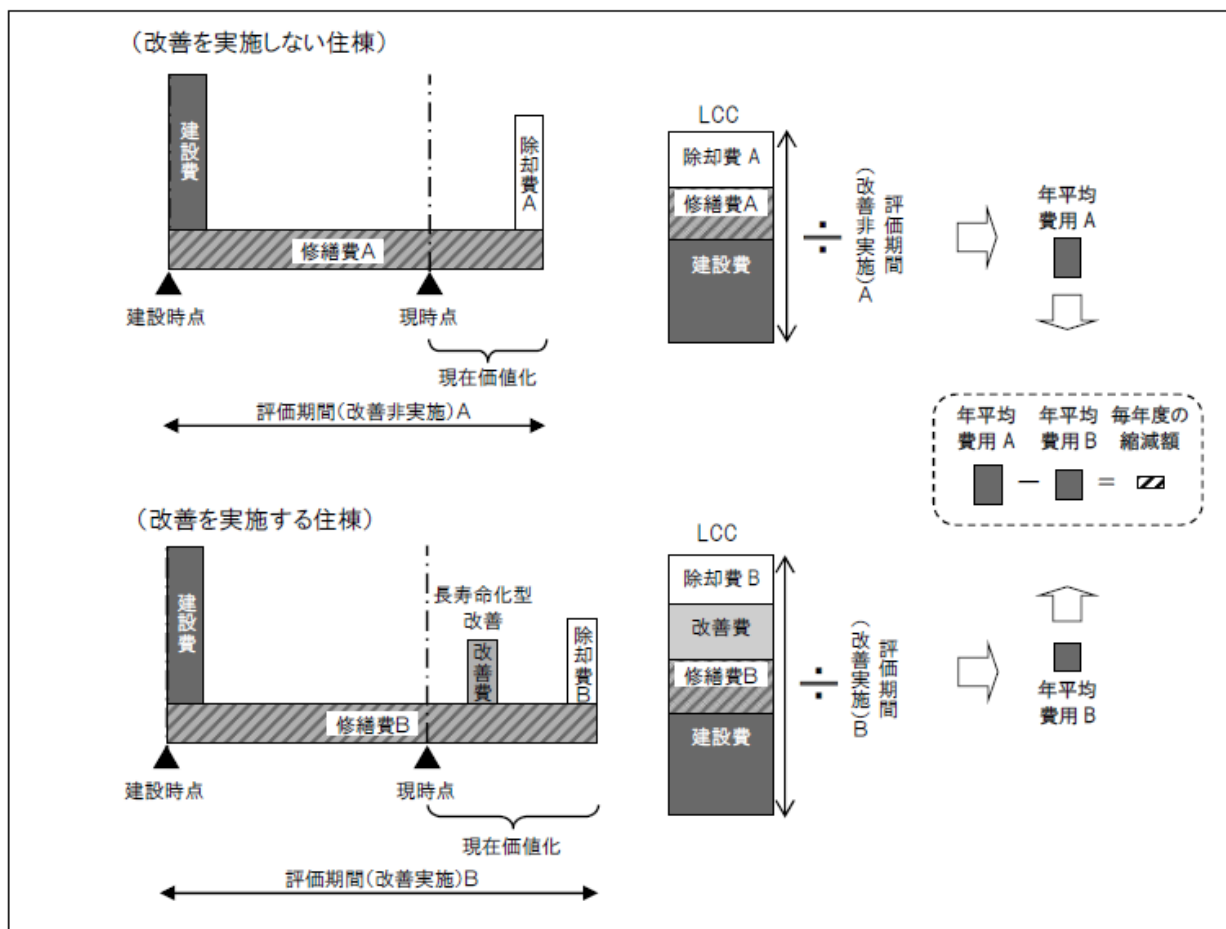 (改善を実施しない住棟)
建設費
修繕費A
除却費A
建設時点
現時点
現在価値化
評価期間(改善非実施)A
LCC
除却費 A
修繕費A
建設費
÷
評価期間
(改善非実施)A
年平均
費用 A
年平均
費用 A
年平均
費用 B
毎年度の
縮減額
－ ＝
(改善を実施する住棟)
建設費
修繕費B
長寿命化型
改善
改善費
除却費B
建設時点
現時点
現在価値化
評価期間(改善実施)B
LCC
除却費 B
改善費
修繕費B
建設費
÷
評価期間
(改善実施)B
年平均
費用 B